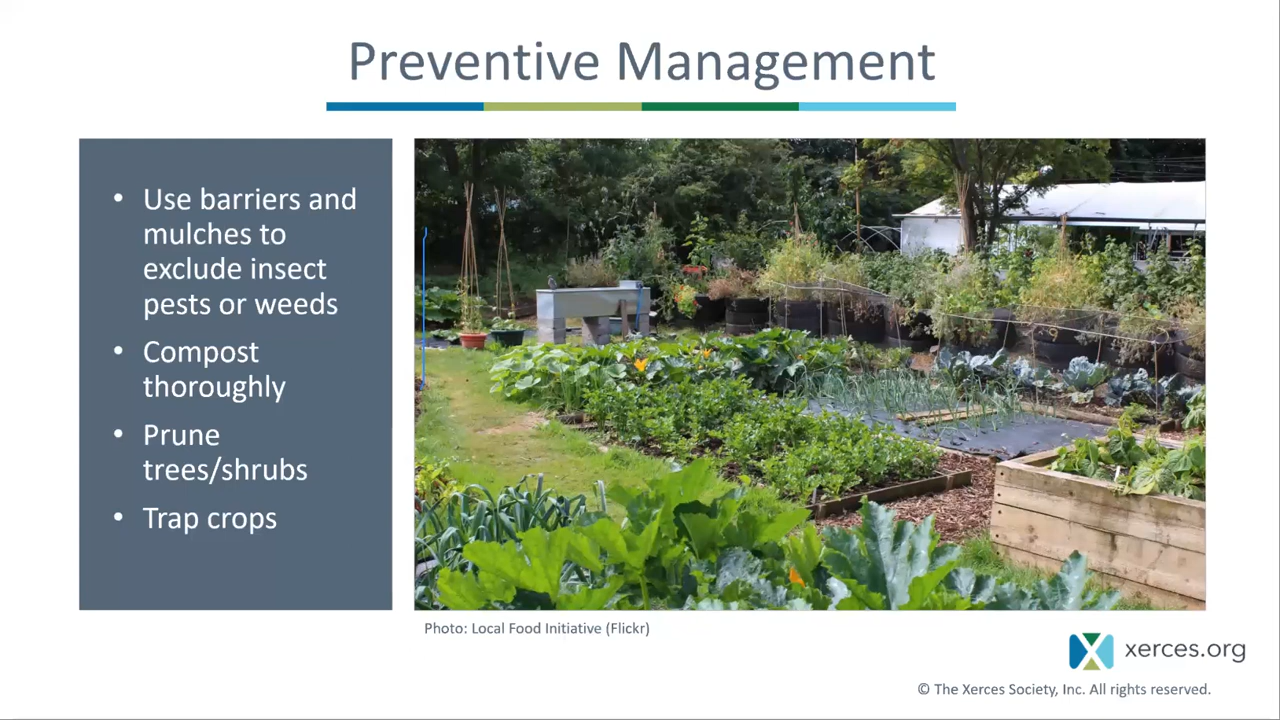 Preventive Management
• Use barriers and
mulches to
exclude insect
pests or weeds
• Compost
thoroughly
• Prune
trees/shrubs
• Trap crops
Photo: Local Food Initiative (Flickr)
xerces.org
© The Xerces Society, Inc. All rights reserved.